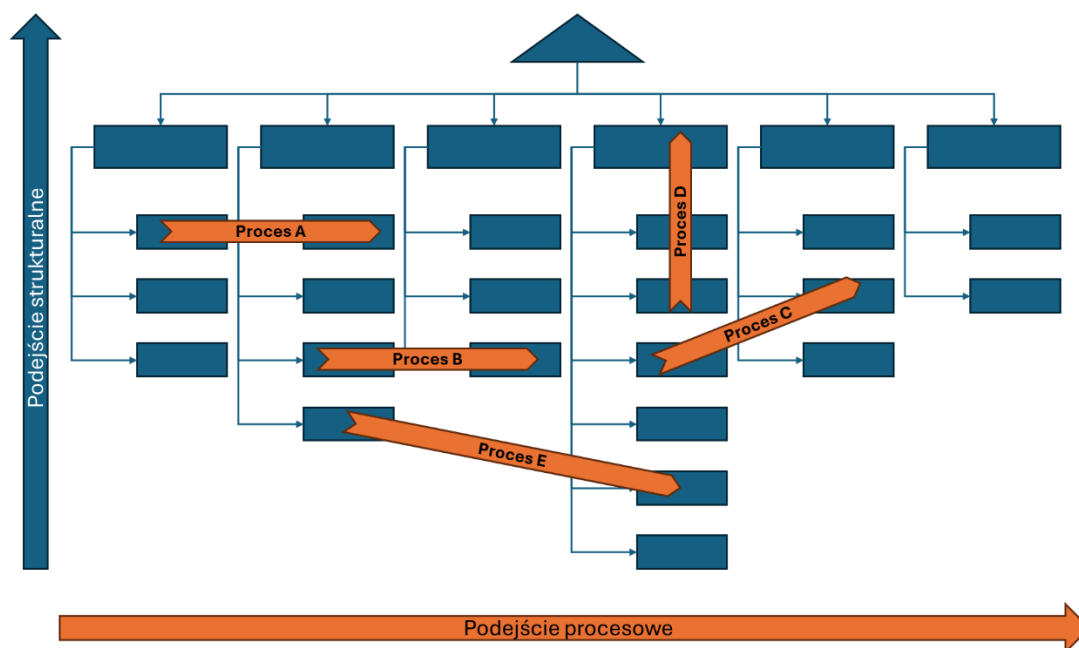 Podejście strukturalne
Proces A
Proces D
Proces C
Proces B
Proces E
Podejście procesowe